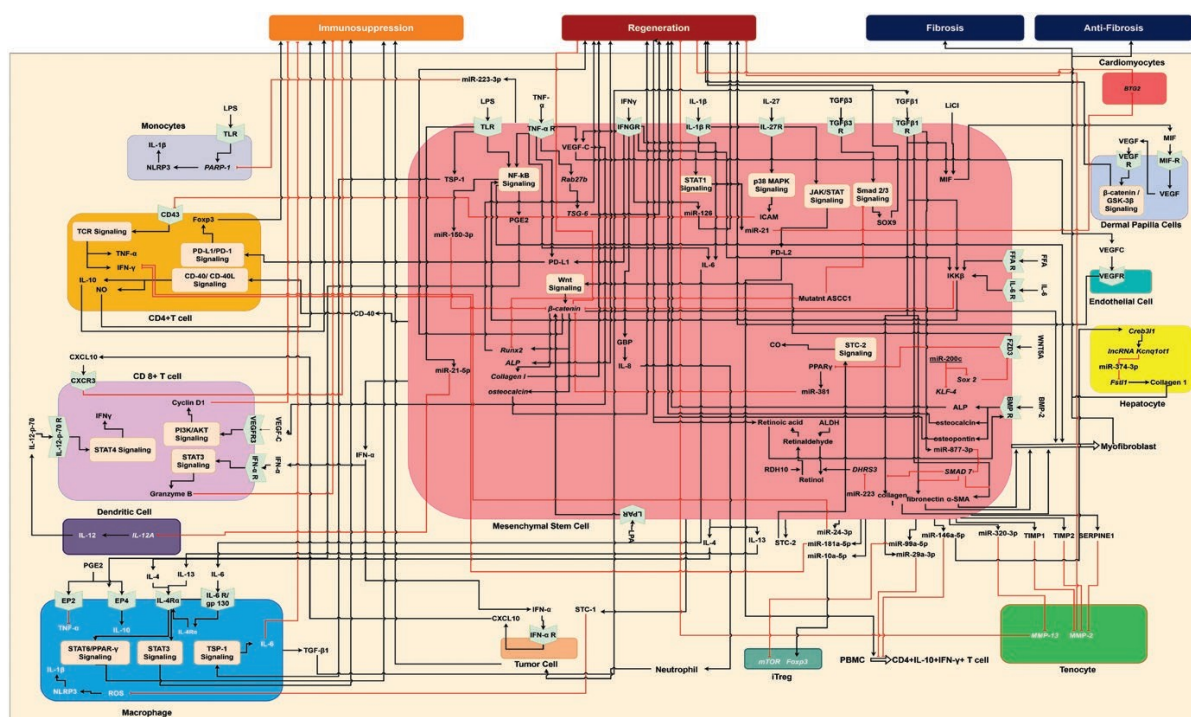 Immunosuppression
Regeneration
Fibrosis
Anti-Fibrosis
Cardiomyocytes
BTG2
miR-223-3p
LPS
TNF-
α
IFNγ
IL-1β
IL-27
TGFβ3
TGFβ1
LiCl
LPS
TLR
Monocytes
IL-1β
NLRP3
PARP-1
TLR
TNF-α R
VEGF-C
IFNGR
IL-1β R
IL-27R
TGFβ3
R
TGFβ1
R
MIF
VEGF
MIF
VEGF
R
MIF-R
β-catenin /
GSK-3β
Signaling
VEGF
Dermal Papilla Cells
TSP-1
NF-kB
Signaling
Rab27b
TSG-6
STAT1
Signaling
p38 MAPK
Signaling
JAK/STAT
Signaling
Smad 2/3
Signaling
SOX9
PGE2
miR-150-3p
miR-126
miR-21
ICAM
PD-L1
IL-6
PD-L2
IKKβ
CD43
Foxp3
TCR Signaling
TNF-α
IFN-γ
PD-L1/PD-1
Signaling
CD-40/ CD-40L
Signaling
IL-10
NO
CD4+T cell
CD-40
VEGFC
VEGFR
Endothelial Cell
FFA R
FFA
IL-6 R
IL-6
Wnt
Signaling
β-catenin
Mutatnt ASCC1
Runx2
ALP
Collagen I
osteocalcin
GBP
IL-8
CO
STC-2
Signaling
PPARγ
miR-381
miR-200c
Sox 2
KLF-4
FZD3
WNT5A
Creb3l1
lncRNA Kcnq1ot1
miR-374-3p
Fstl1
Collagen 1
Hepatocyte
CXCL10
CXCR3
CD 8+ T cell
Cyclin D1
IFNγ
PI3K/AKT
Signaling
VEGFR3
VEGF-C
STAT4 Signaling
STAT3
Signaling
IFN-α R
IFN-α
Granzyme B
IL-12-p-70
IL-12-p-70 R
miR-21-5p
IFN-α
ALP
osteocalcin
osteopontin
miR-877-3p
BMP R
BMP-2
Myofibroblast
Retinoic acid
ALDH
Retinaldehyde
RDH10
Retinol
DHRS3
SMAD 7
miR-223
collagen
fibronectin
α-SMA
Dendritic Cell
IL-12
IL-12A
Mesenchymal Stem Cell
LPAR
LPA
IL-4
IL-13
STC-2
miR-24-3p
miR-181a-5p
miR-10a-5p
miR-99a-5p
miR-29a-3p
miR-146a-5p
miR-320-3p
TIMP1
TIMP2
SERPINE1
PGE2
IL-4
IL-13
IL-6
EP2
EP4
IL-4Rα
IL-6 R/
gp 130
TNF-α
IL-10
IL-4Rα
STAT6/PPAR-γ
Signaling
STAT3
Signaling
TSP-1
Signaling
IL-6
IL-1β
NLRP3
ROS
Macrophage
TGF-β1
IFN-α
CXCL10
IFN-α R
Tumor Cell
STC-1
Neutrophil
mTOR
Foxp3
iTreg
PBMC
CD4+IL-10+IFN-γ+ T cell
MMP-13
MMP-2
Tenocyte